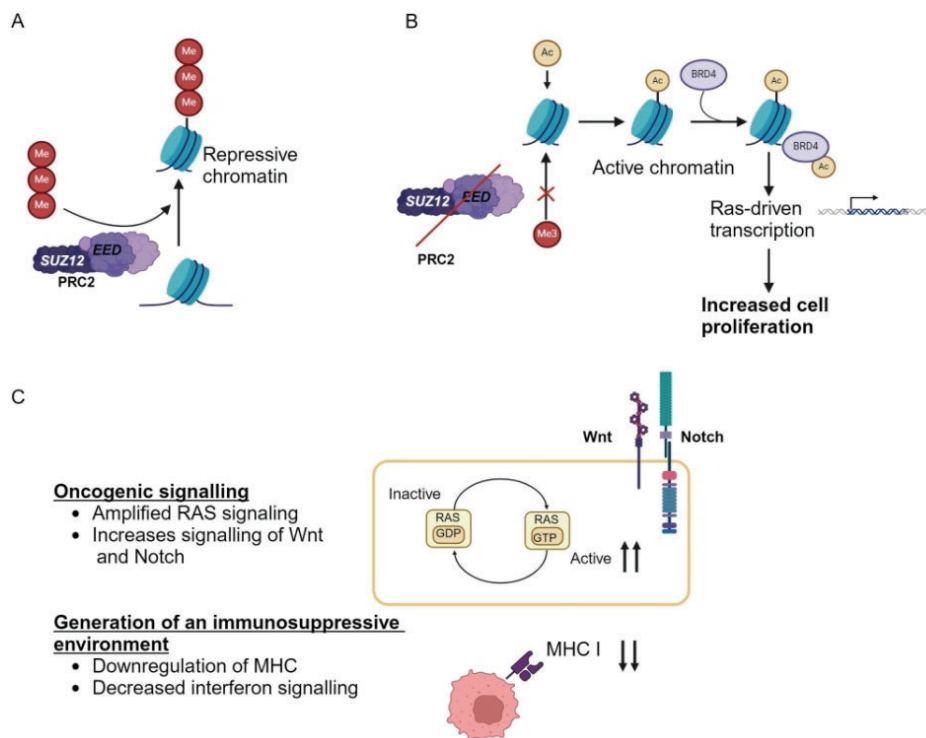 A
Me
Me
Me
Repressive
chromatin
Me
Me
Me
SUZ12
EED
PRC2
B
Ac
Ac
BRD4
Ac
BRD4
Ac
Active chromatin
SUZ12
EED
PRC2
Me3
Ras-driven
transcription
Increased cell
proliferation
C
Oncogenic signalling
• Amplified RAS signaling
• Increases signalling of Wnt
and Notch
Wnt
Notch
Inactive
RAS
GDP
RAS
GTP
Active
Generation of an immunosuppressive
environment
• Downregulation of MHC
• Decreased interferon signalling
MHC I